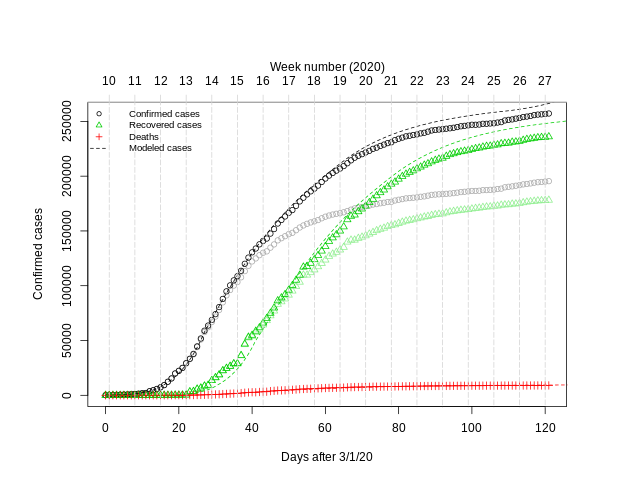 Week number (2020)
10 11 12 13 14 15 16 17 18 19 20 21 22 23 24 25 26 27
Confirmed cases
Recovered cases
Deaths
Modeled cases
Confirmed cases
250000
200000
150000
100000
50000
0
0 20 40 60 80 100 120
Days after 3/1/20